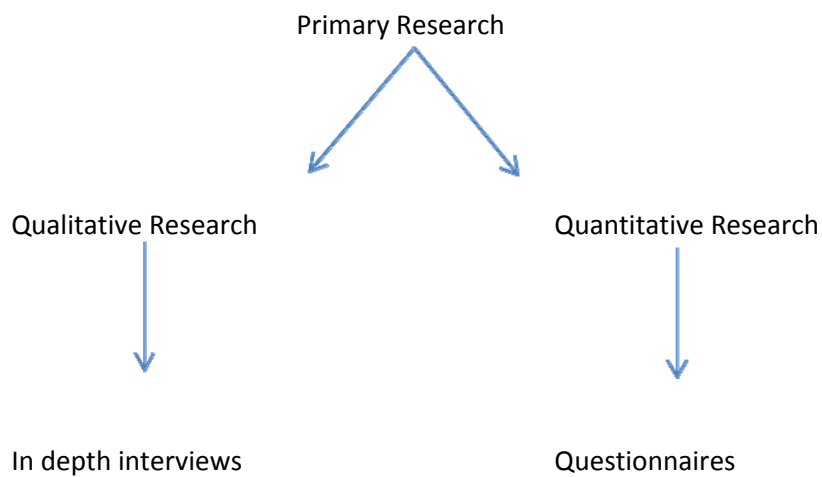 Primary Research
Qualitative Research
Quantitative Research
In depth interviews
Questionnaires